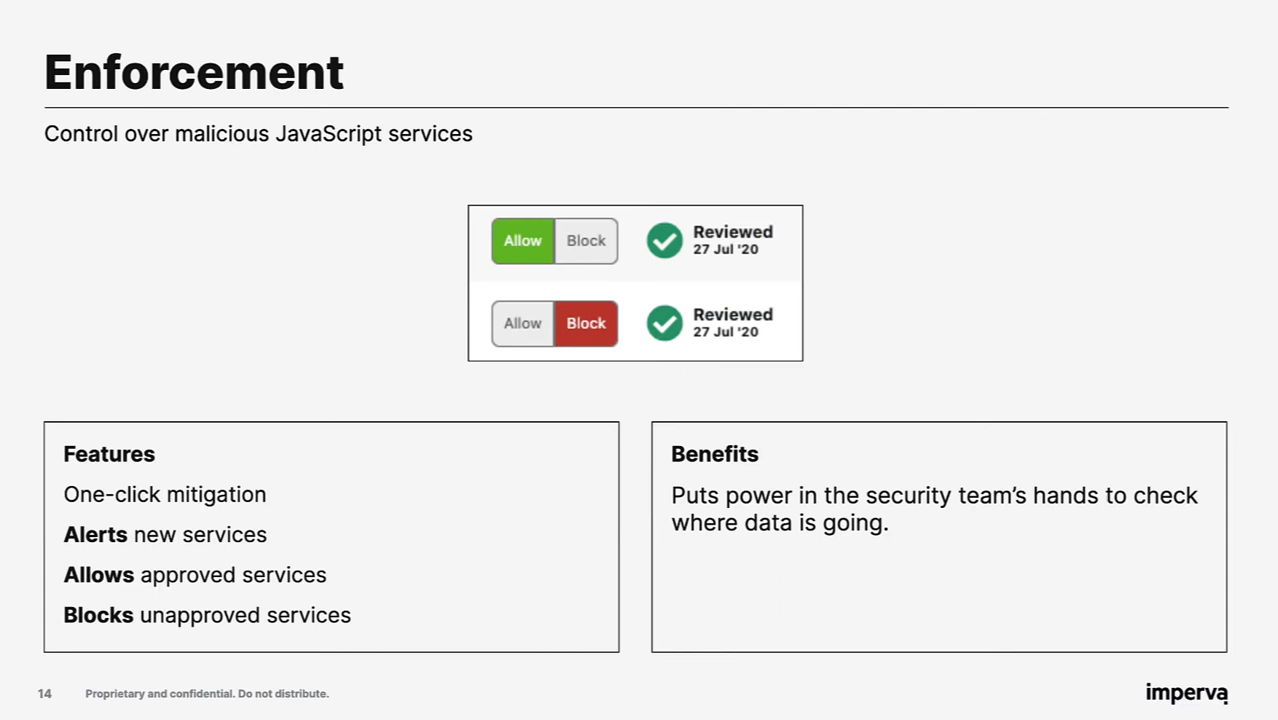 Enforcement
Control over malicious JavaScript services
Allow Block Reviewed
27 Jul '20
Allow Block Reviewed
27 Jul '20
Features
One-click mitigation
Alerts new services
Allows approved services
Blocks unapproved services
Benefits
Puts power in the security team’s hands to check
where data is going.
14 Proprietary and confidential. Do not distribute.
imperva